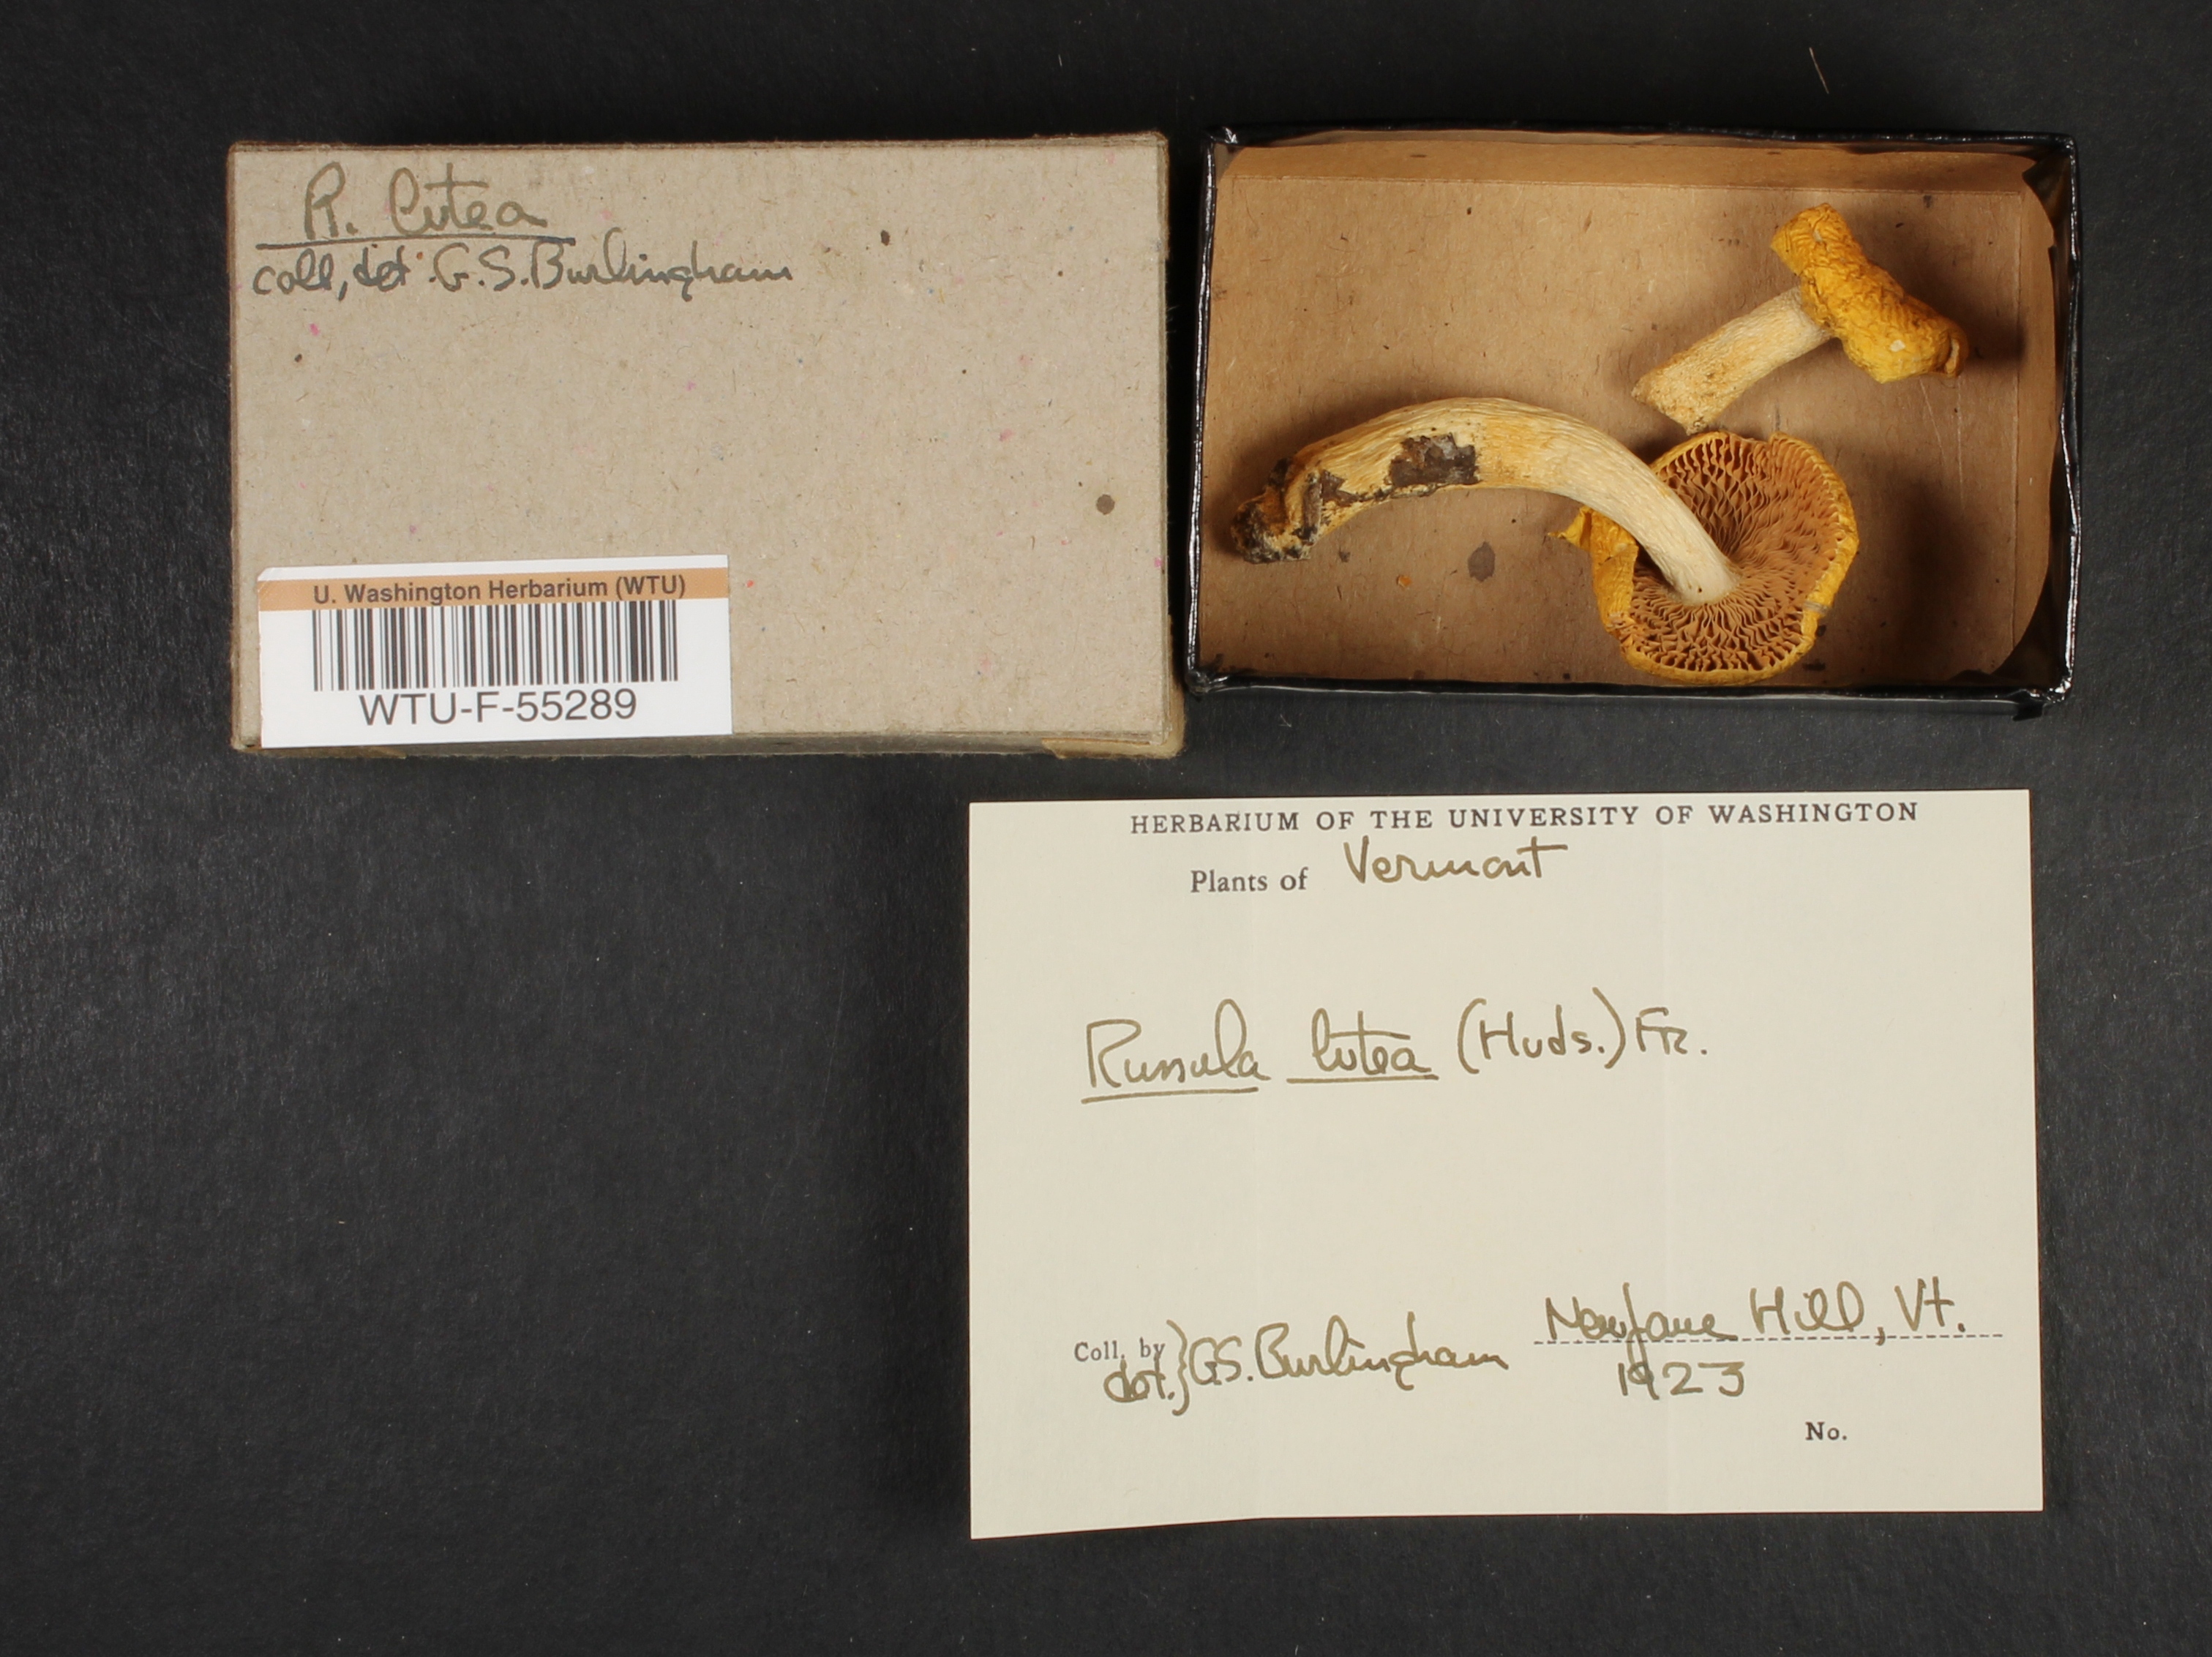 R. lutea
coll, det. G.S. Burlingham
U. Washington Herbarium (WTU)
WTU-F-55289
HERBARIUM OF THE UNIVERSITY OF WASHINGTON
Plants of Vermont
Russula lutea (Huds.) Fr.
Newfane Hill, Vt.
Coll. by
det. } G.S. Burlingham
1923
No.